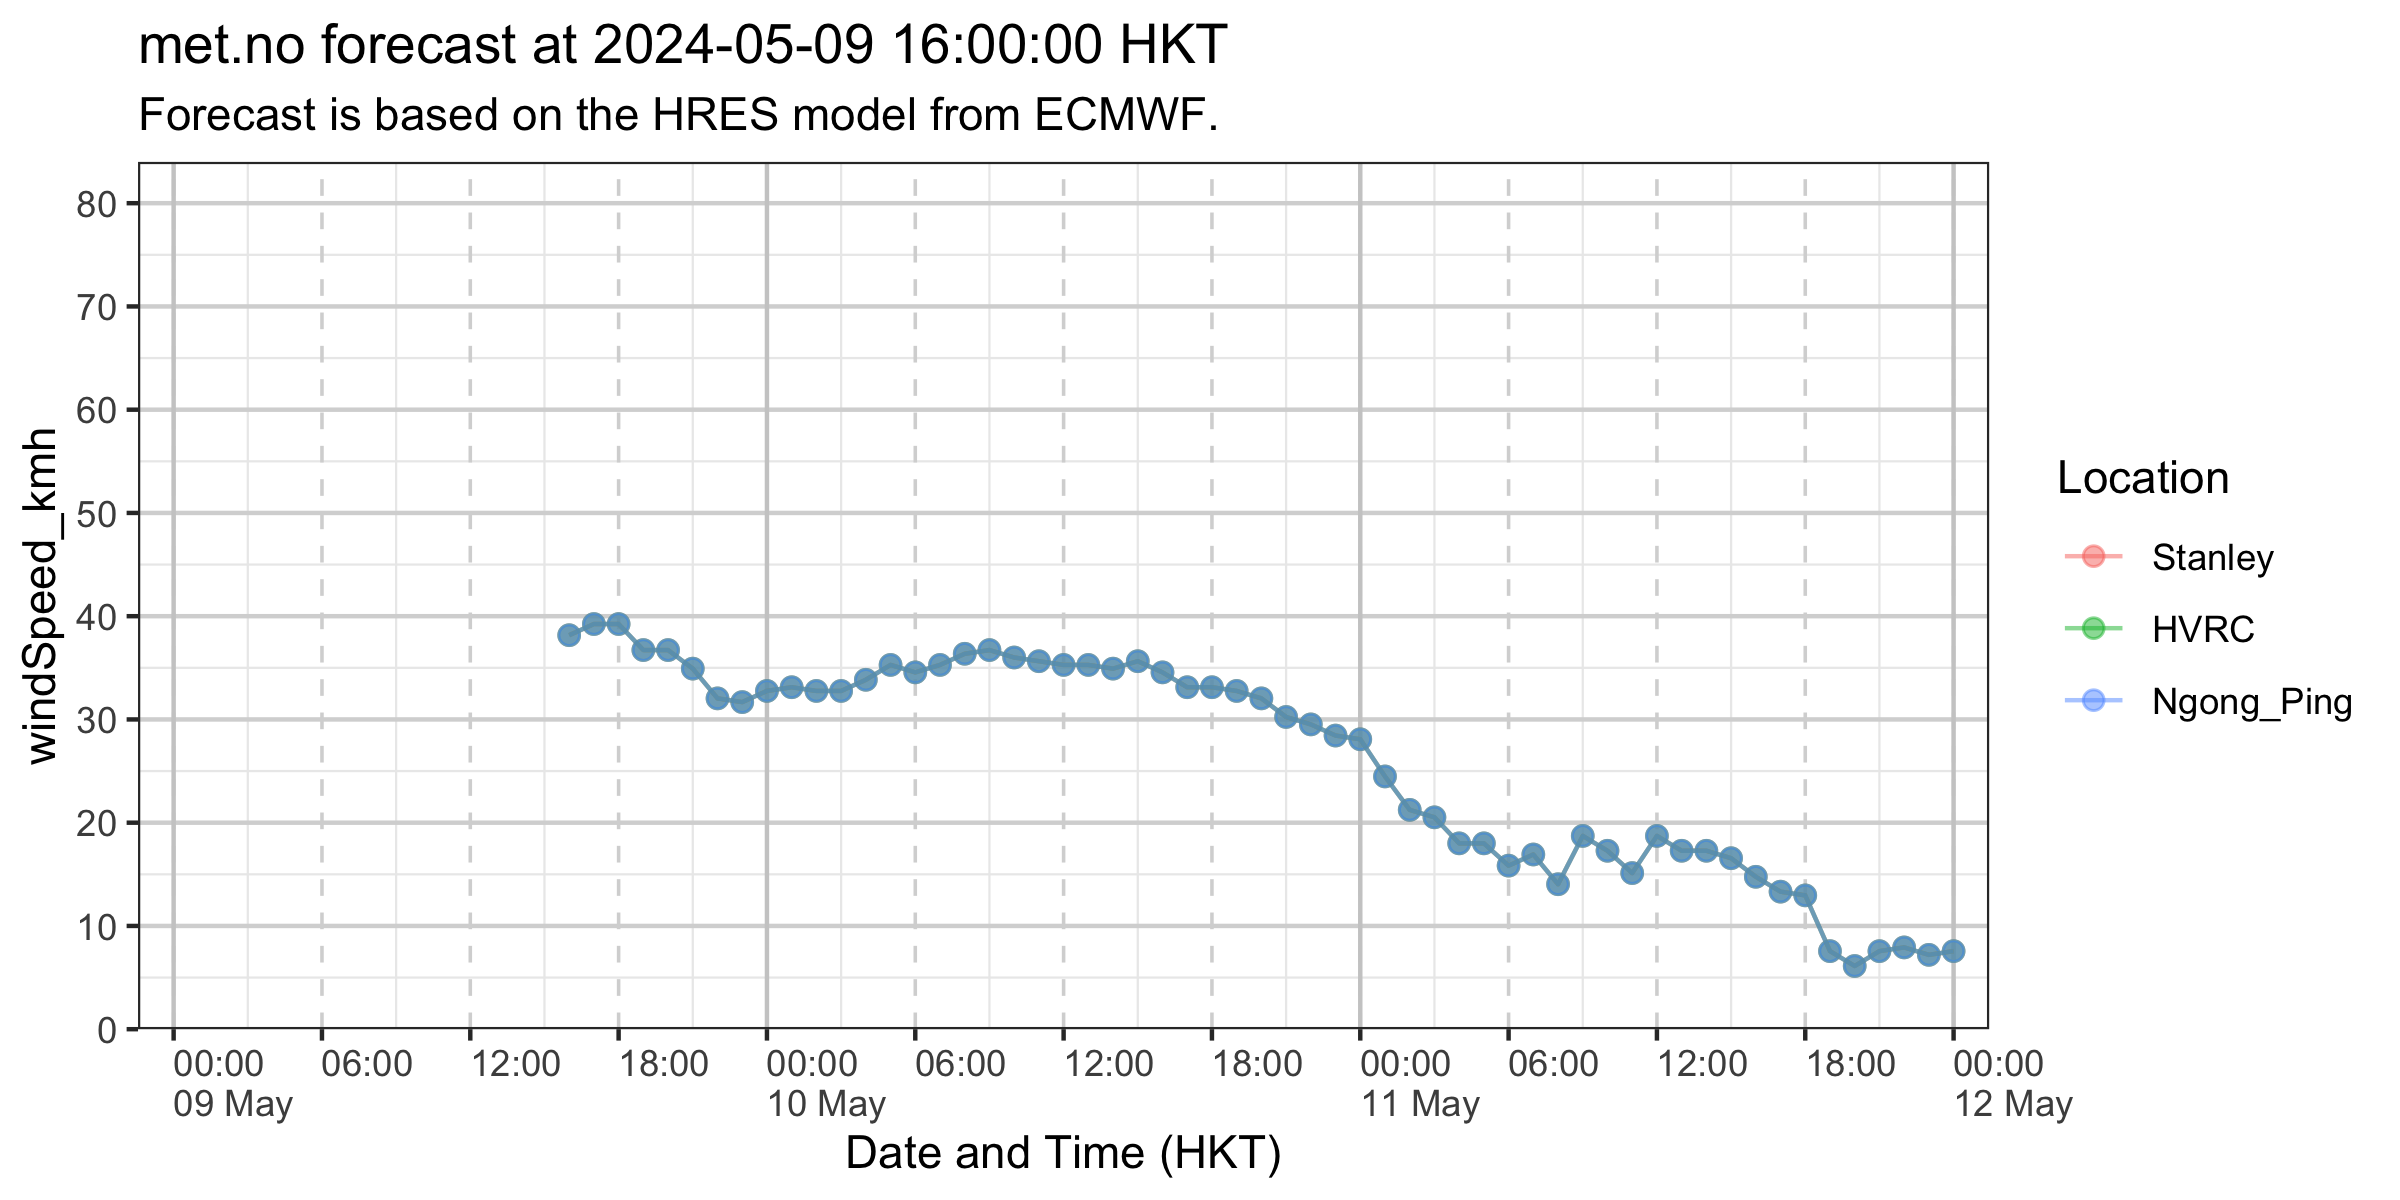 met.no forecast at 2024-05-09 16:00:00 HKT
Forecast is based on the HRES model from ECMWF.
windSpeed_kmh
80
70
60
50
40
30
20
10
0
00:00 06:00 12:00 18:00 00:00 06:00 12:00 18:00 00:00 06:00 12:00 18:00 00:00
09 May 10 May 11 May 12 May
Date and Time (HKT)
Location
Stanley
HVRC
Ngong_Ping